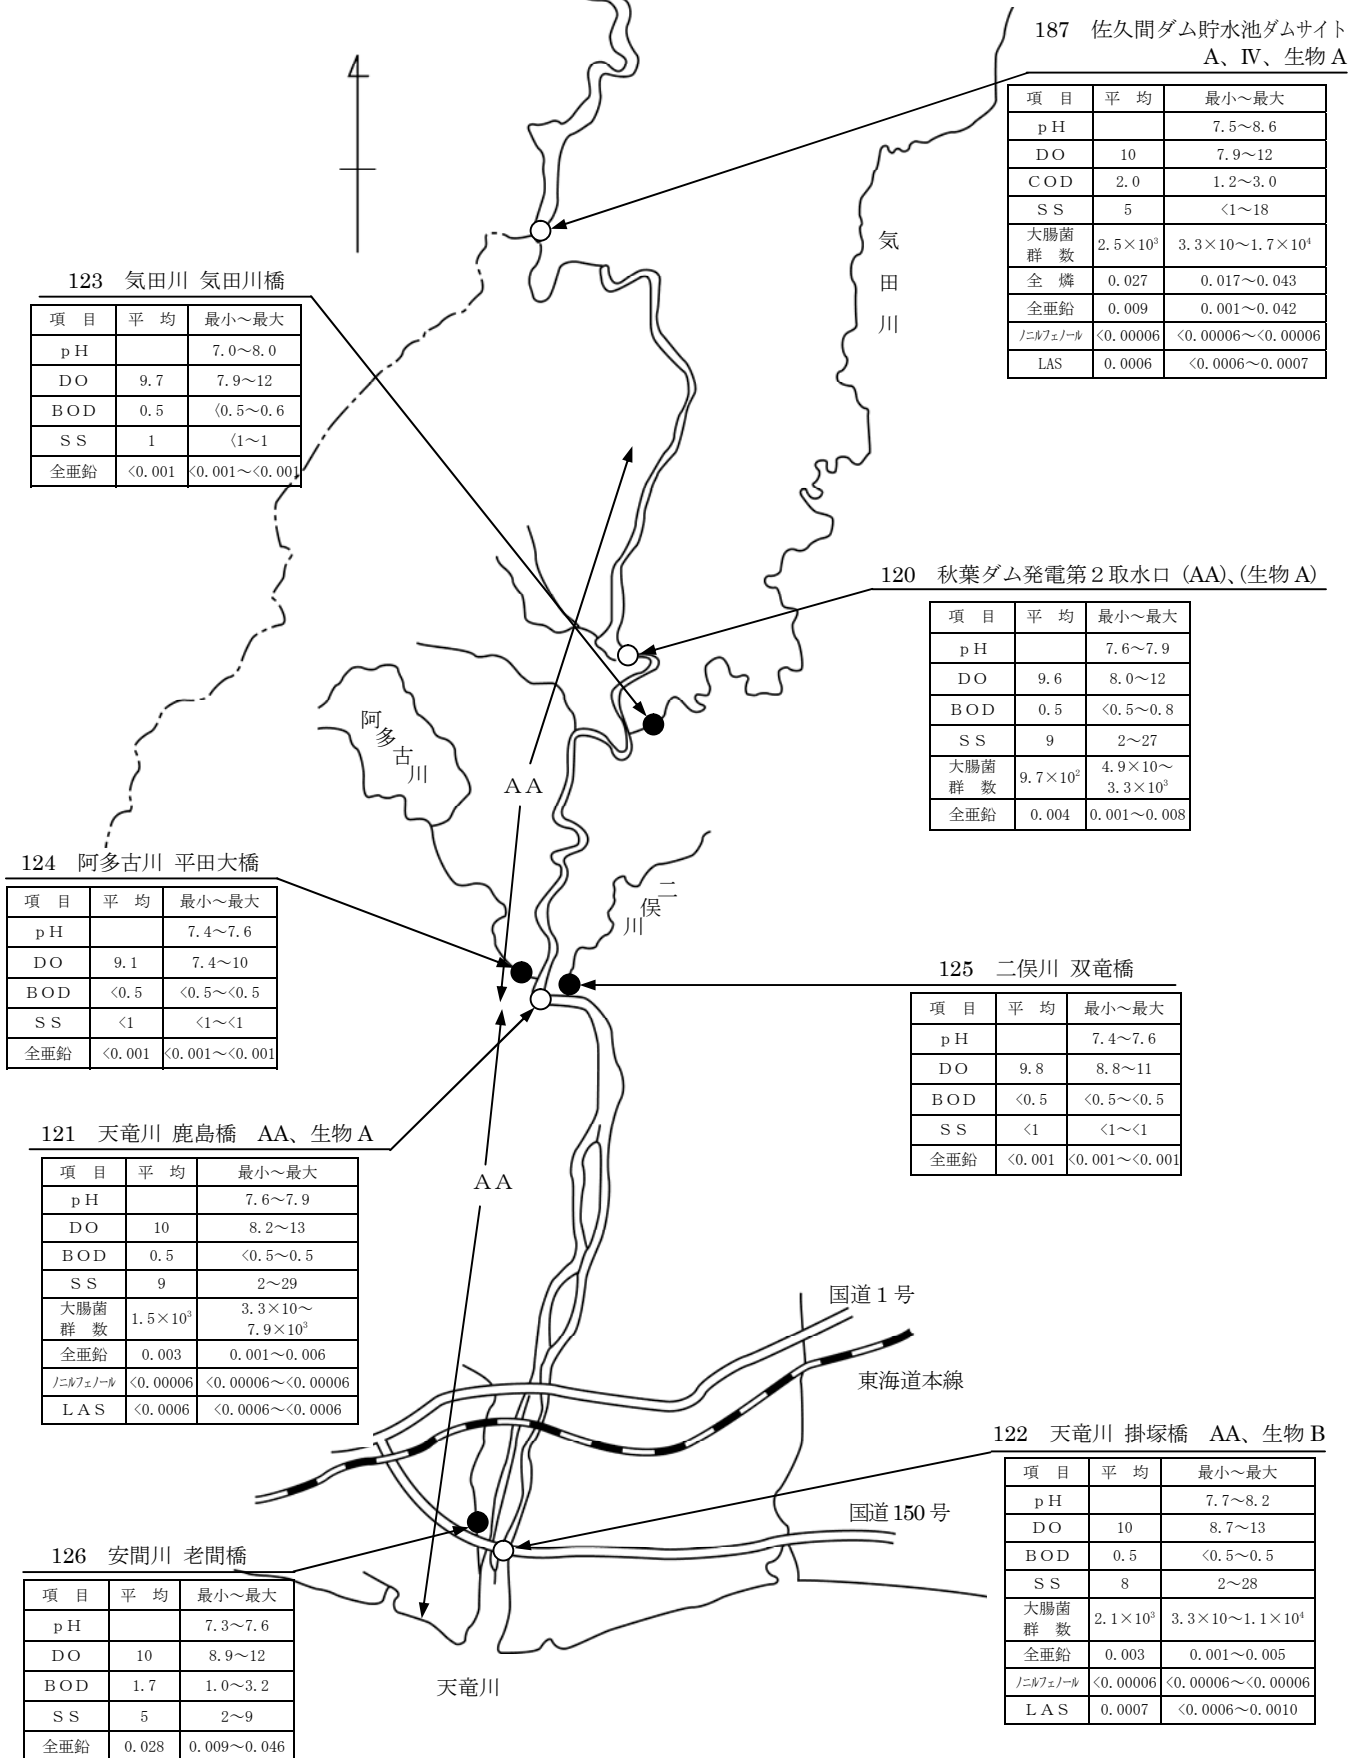 187 佐久間ダム貯水池ダムサイト
A、Ⅳ、生物 A
項 目 平 均 最小～最大
pH 7.5～8.6
DO 10 7.9～12
COD 2.0 1.2～3.0
SS 5 <1～18
大腸菌群 数 2.5×10³ 3.3×10～1.7×10⁴
全 燐 0.027 0.017～0.043
全亜鉛 0.009 0.001～0.042
ﾉﾆﾙﾌｪﾉｰﾙ <0.00006 <0.00006～<0.00006
LAS 0.0006 <0.0006～0.0007
気田川
123 気田川 気田川橋
項 目 平 均 最小～最大
pH 7.0～8.0
DO 9.7 7.9～12
BOD 0.5 <0.5～0.6
SS 1 <1～1
全亜鉛 <0.001 <0.001～<0.001
120 秋葉ダム発電第２取水口 (AA)、(生物 A)
項 目 平 均 最小～最大
pH 7.6～7.9
DO 9.6 8.0～12
BOD 0.5 <0.5～0.8
SS 9 2～27
大腸菌群 数 9.7×10² 4.9×10～3.3×10³
全亜鉛 0.004 0.001～0.008
阿多古川
AA
124 阿多古川 平田大橋
項 目 平 均 最小～最大
pH 7.4～7.6
DO 9.1 7.4～10
BOD <0.5 <0.5～<0.5
SS <1 <1～<1
全亜鉛 <0.001 <0.001～<0.001
二俣川
125 二俣川 双竜橋
項 目 平 均 最小～最大
pH 7.4～7.6
DO 9.8 8.8～11
BOD <0.5 <0.5～<0.5
SS <1 <1～<1
全亜鉛 <0.001 <0.001～<0.001
121 天竜川 鹿島橋 AA、生物 A
項 目 平 均 最小～最大
pH 7.6～7.9
DO 10 8.2～13
BOD 0.5 <0.5～0.5
SS 9 2～29
大腸菌群 数 1.5×10³ 3.3×10～7.9×10³
全亜鉛 0.003 0.001～0.006
ﾉﾆﾙﾌｪﾉｰﾙ <0.00006 <0.00006～<0.00006
LAS <0.0006 <0.0006～<0.0006
AA
国道１号
東海道本線
122 天竜川 掛塚橋 AA、生物 B
項 目 平 均 最小～最大
pH 7.7～8.2
DO 10 8.7～13
BOD 0.5 <0.5～0.5
SS 8 2～28
大腸菌群 数 2.1×10³ 3.3×10～1.1×10⁴
全亜鉛 0.003 0.001～0.005
ﾉﾆﾙﾌｪﾉｰﾙ <0.00006 <0.00006～<0.00006
LAS 0.0007 <0.0006～0.0010
国道 150 号
126 安間川 老間橋
項 目 平 均 最小～最大
pH 7.3～7.6
DO 10 8.9～12
BOD 1.7 1.0～3.2
SS 5 2～9
全亜鉛 0.028 0.009～0.046
天竜川